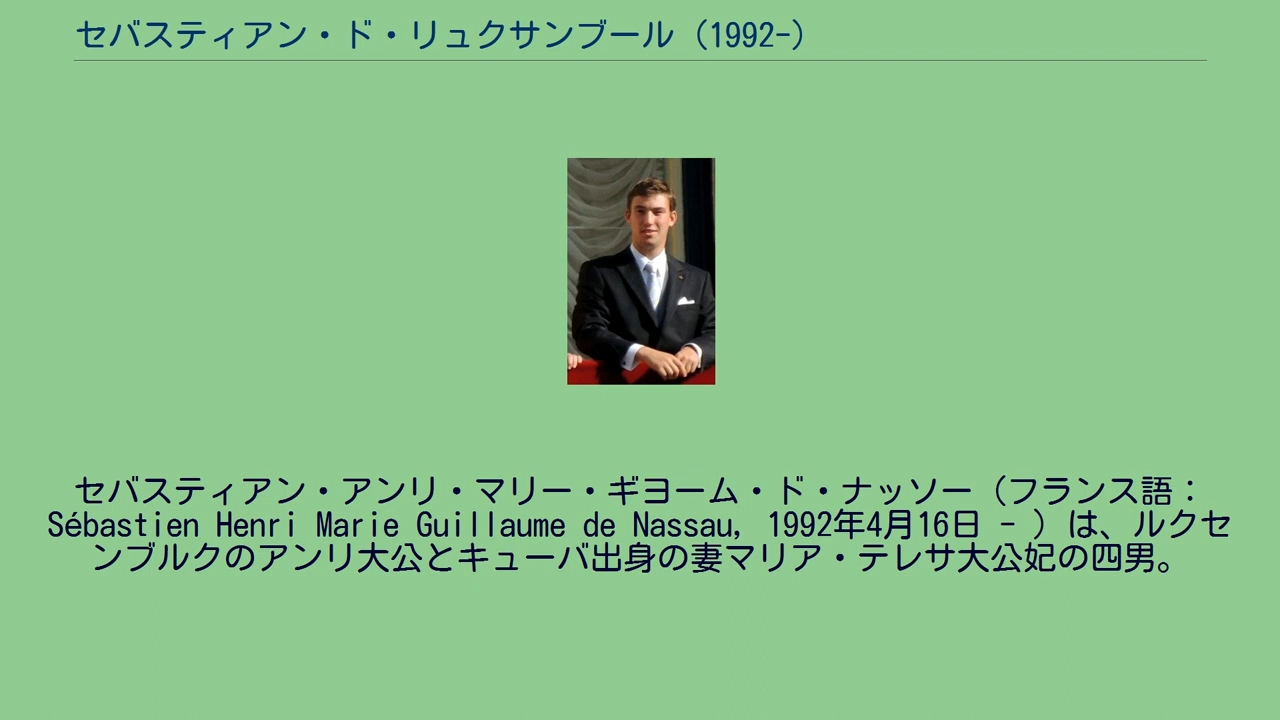 セバスティアン・ド・リュクサンブール（1992-）
セバスティアン・アンリ・マリー・ギヨーム・ド・ナッソー（フランス語：
Sébastien Henri Marie Guillaume de Nassau, 1992年4月16日 - ）は、ルクセ
ンブルクのアンリ大公とキューバ出身の妻マリア・テレサ大公妃の四男。